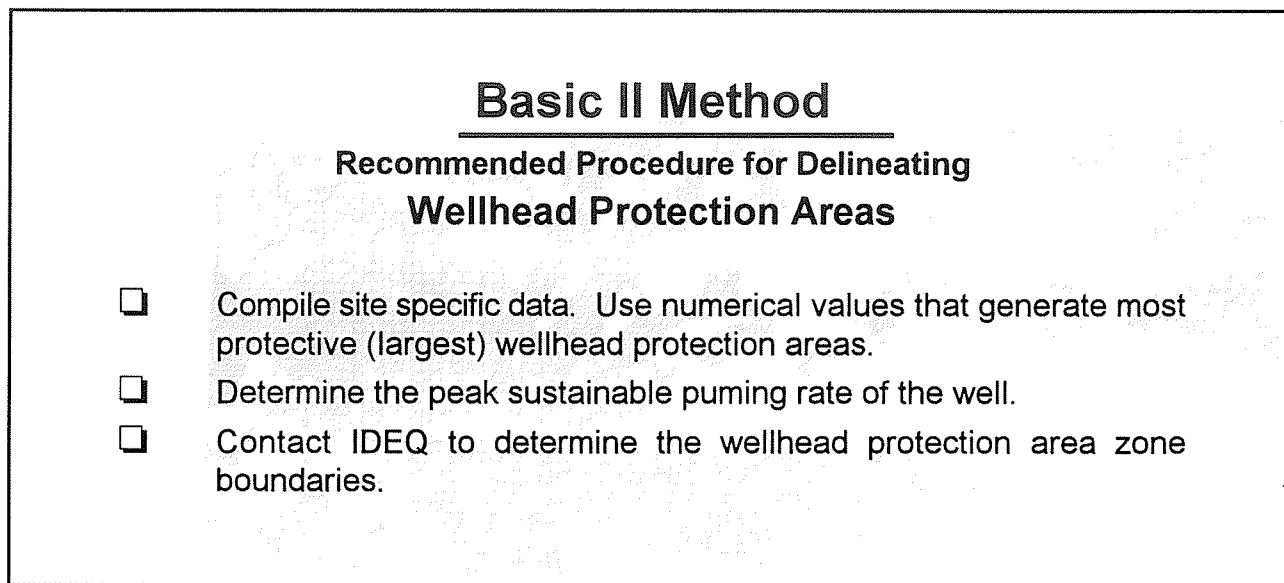 Basic II Method
Recommended Procedure for Delineating
Wellhead Protection Areas
Compile site specific data. Use numerical values that generate most
protective (largest) wellhead protection areas.
Determine the peak sustainable puming rate of the well.
Contact IDEQ to determine the wellhead protection area zone
boundaries.